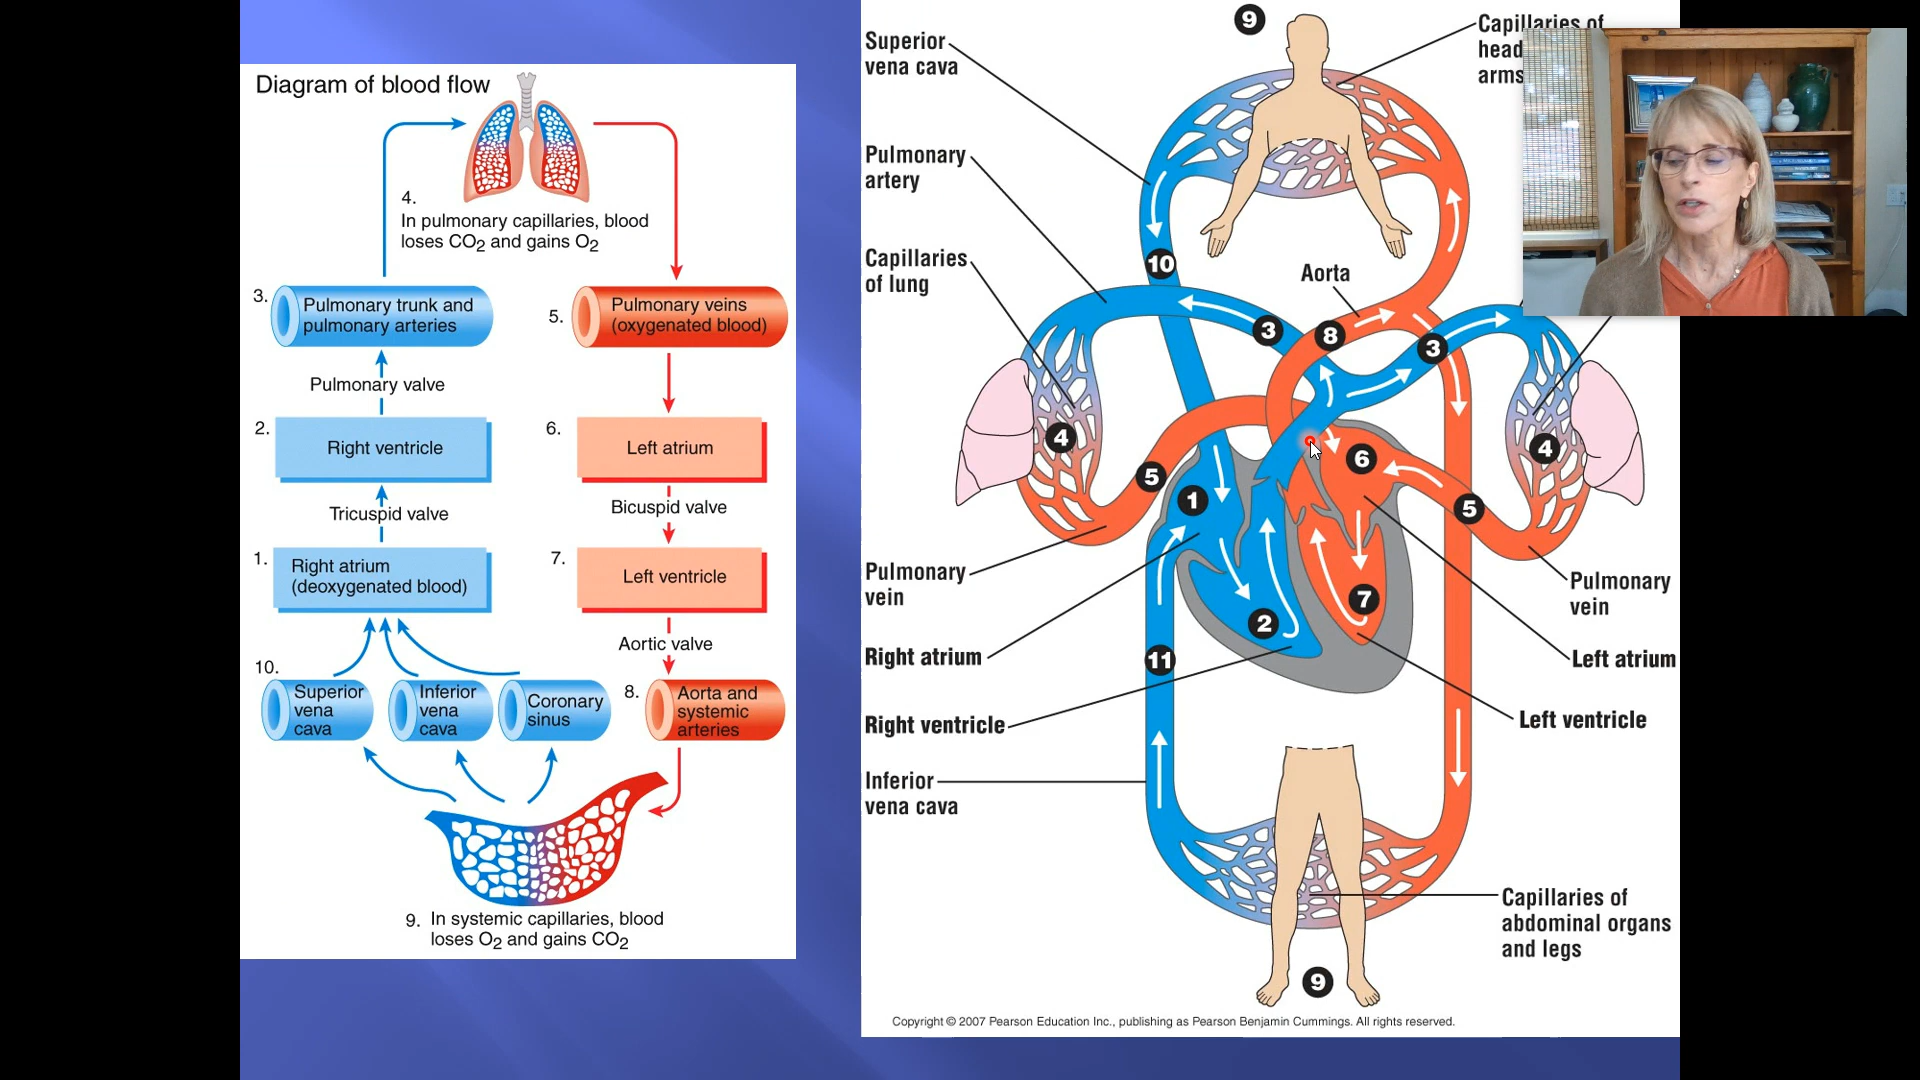 Diagram of blood flow
4.
In pulmonary capillaries, blood
loses CO2 and gains O2
3.
Pulmonary trunk and
pulmonary arteries
5.
Pulmonary veins
(oxygenated blood)
Pulmonary valve
2.
Right ventricle
6.
Left atrium
Tricuspid valve
Bicuspid valve
1.
Right atrium
(deoxygenated blood)
7.
Left ventricle
Aortic valve
10.
Superior
vena
cava
Inferior
vena
cava
Coronary
sinus
8.
Aorta and
systemic
arteries
9.
In systemic capillaries, blood
loses O2 and gains CO2
9
Capillaries of
head
arms
Superior
vena cava
Pulmonary
artery
Capillaries
of lung
10
Aorta
3
8
3
4
4
5
6
5
1
7
2
11
Pulmonary
vein
Pulmonary
vein
Right atrium
Left atrium
Right ventricle
Left ventricle
Inferior
vena cava
Capillaries of
abdominal organs
and legs
9
Copyright © 2007 Pearson Education Inc., publishing as Pearson Benjamin Cummings. All rights reserved.